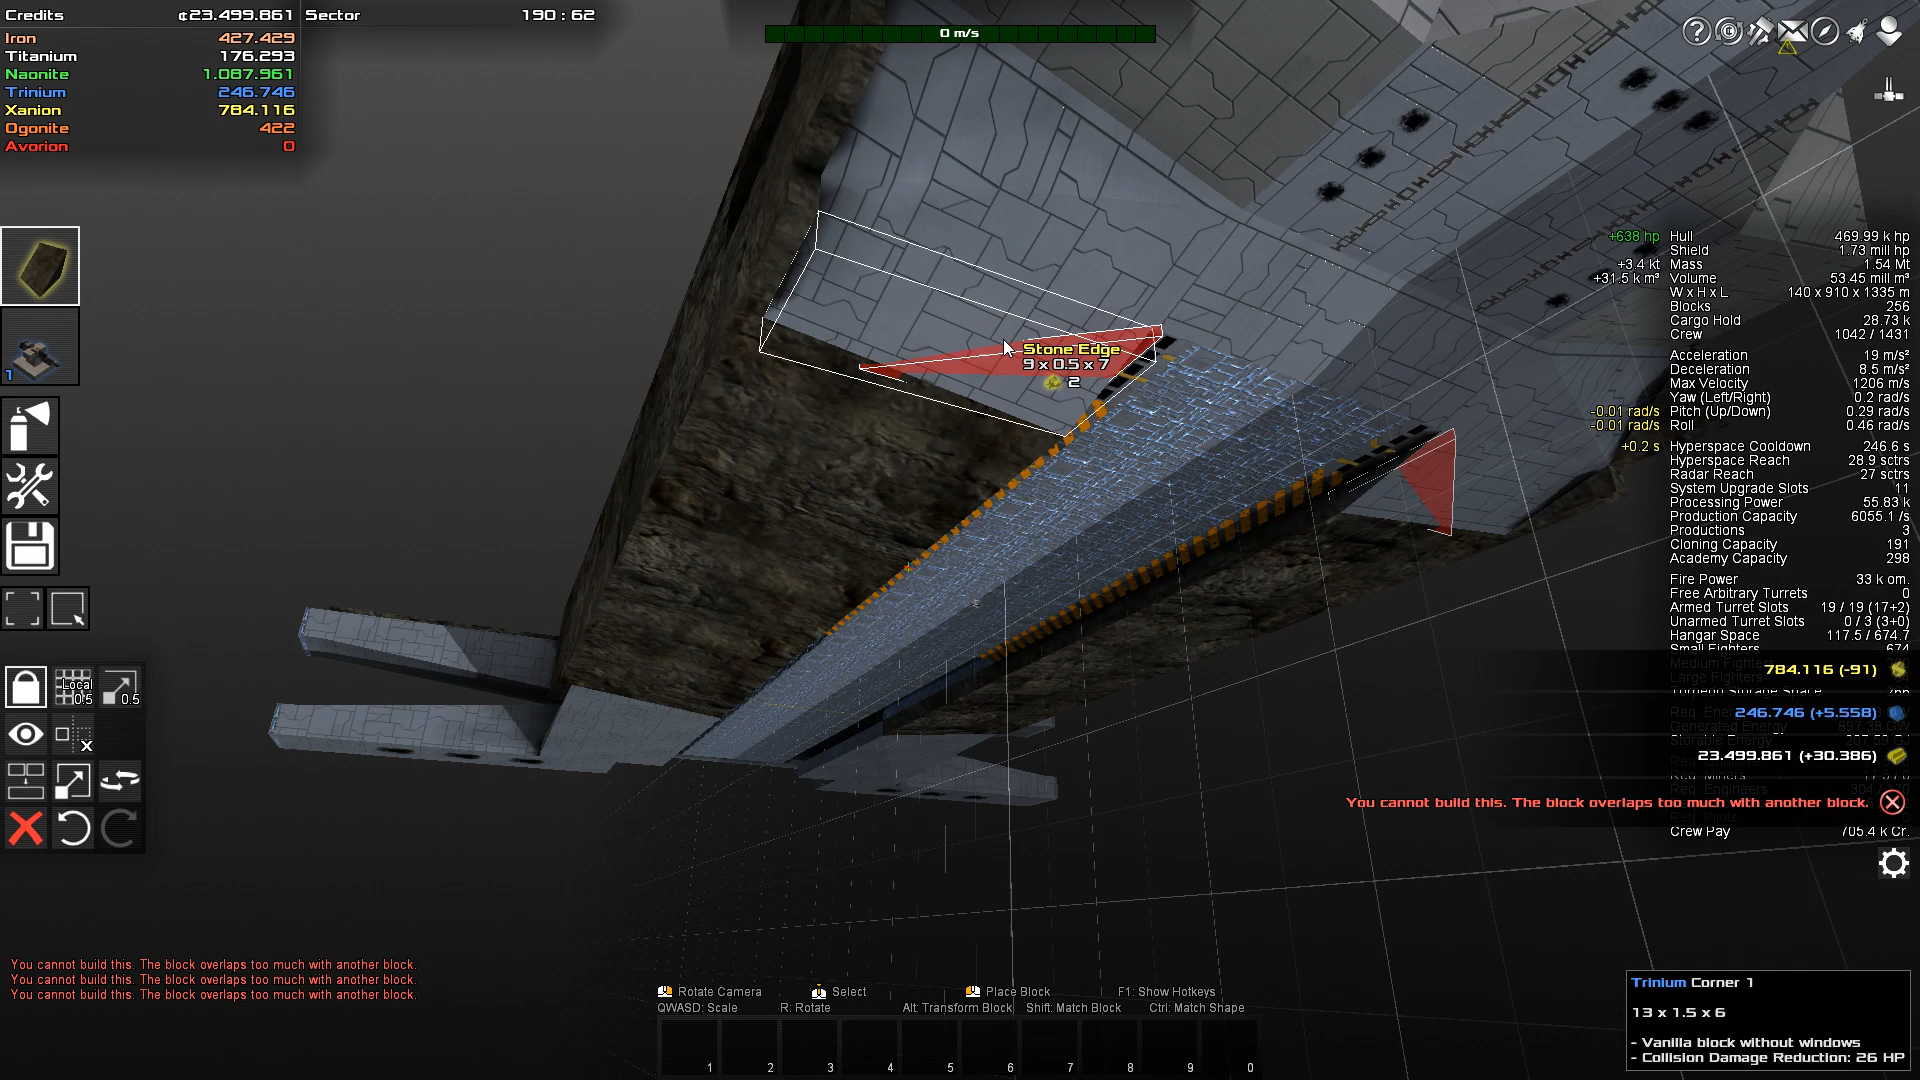 Credits ¢23.499.861 Sector 190 : 62
Iron 427.429
Titanium 176.293
Naonite 1.087.961
Trinium 246.746
Xanion 784.116
Ogonite 422
Avorion 0
0 m/s
Stone Edge
9 x 0.5 x 7
2
1
Local
0.5
0.5
X
+638 hp Hull 469.99 k hp
Shield 1.73 mill hp
+3.4 kt Mass 1.54 Mt
+31.5 k m³ Volume 53.45 mill m³
W x H x L 140 x 910 x 1335 m
Blocks 256
Cargo Hold 28.73 k
Crew 1042 / 1431
Acceleration 19 m/s²
Deceleration 8.5 m/s²
Max Velocity 1206 m/s
Yaw (Left/Right) 0.2 rad/s
-0.01 rad/s Pitch (Up/Down) 0.29 rad/s
-0.01 rad/s Roll 0.46 rad/s
+0.2 s Hyperspace Cooldown 246.6 s
Hyperspace Reach 28.9 sctrs
Radar Reach 27 sctrs
System Upgrade Slots 11
Processing Power 55.83 k
Production Capacity 6055.1 /s
Productions 3
Cloning Capacity 191
Academy Capacity 298
Fire Power 33 k om.
Free Arbitrary Turrets 0
Armed Turret Slots 19 / 19 (17+2)
Unarmed Turret Slots 0 / 3 (3+0)
Hangar Space 117.5 / 674.7
Small Fighters 674
784.116 (-91)
246.746 (+5.558)
23.499.861 (+30.386)
You cannot build this. The block overlaps too much with another block.
Crew Pay 705.4 k Cr.
You cannot build this. The block overlaps too much with another block.
You cannot build this. The block overlaps too much with another block.
You cannot build this. The block overlaps too much with another block.
Rotate Camera Select Place Block F1: Show Hotkeys
QWASD: Scale R: Rotate Alt: Transform Block Shift: Match Block Ctrl: Match Shape
1 2 3 4 5 6 7 8 9 0
Trinium Corner 1
13 x 1.5 x 6
- Vanilla block without windows
- Collision Damage Reduction: 26 HP